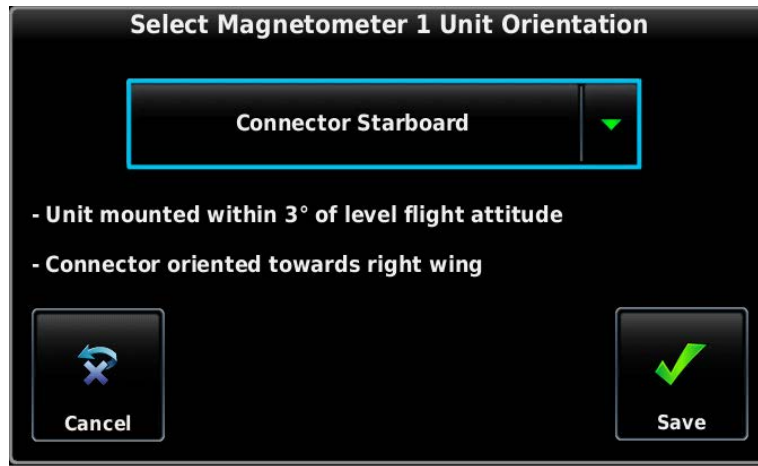 Select Magnetometer 1 Unit Orientation
Connector Starboard
- Unit mounted within 3° of level flight attitude
- Connector oriented towards right wing
Cancel
Save